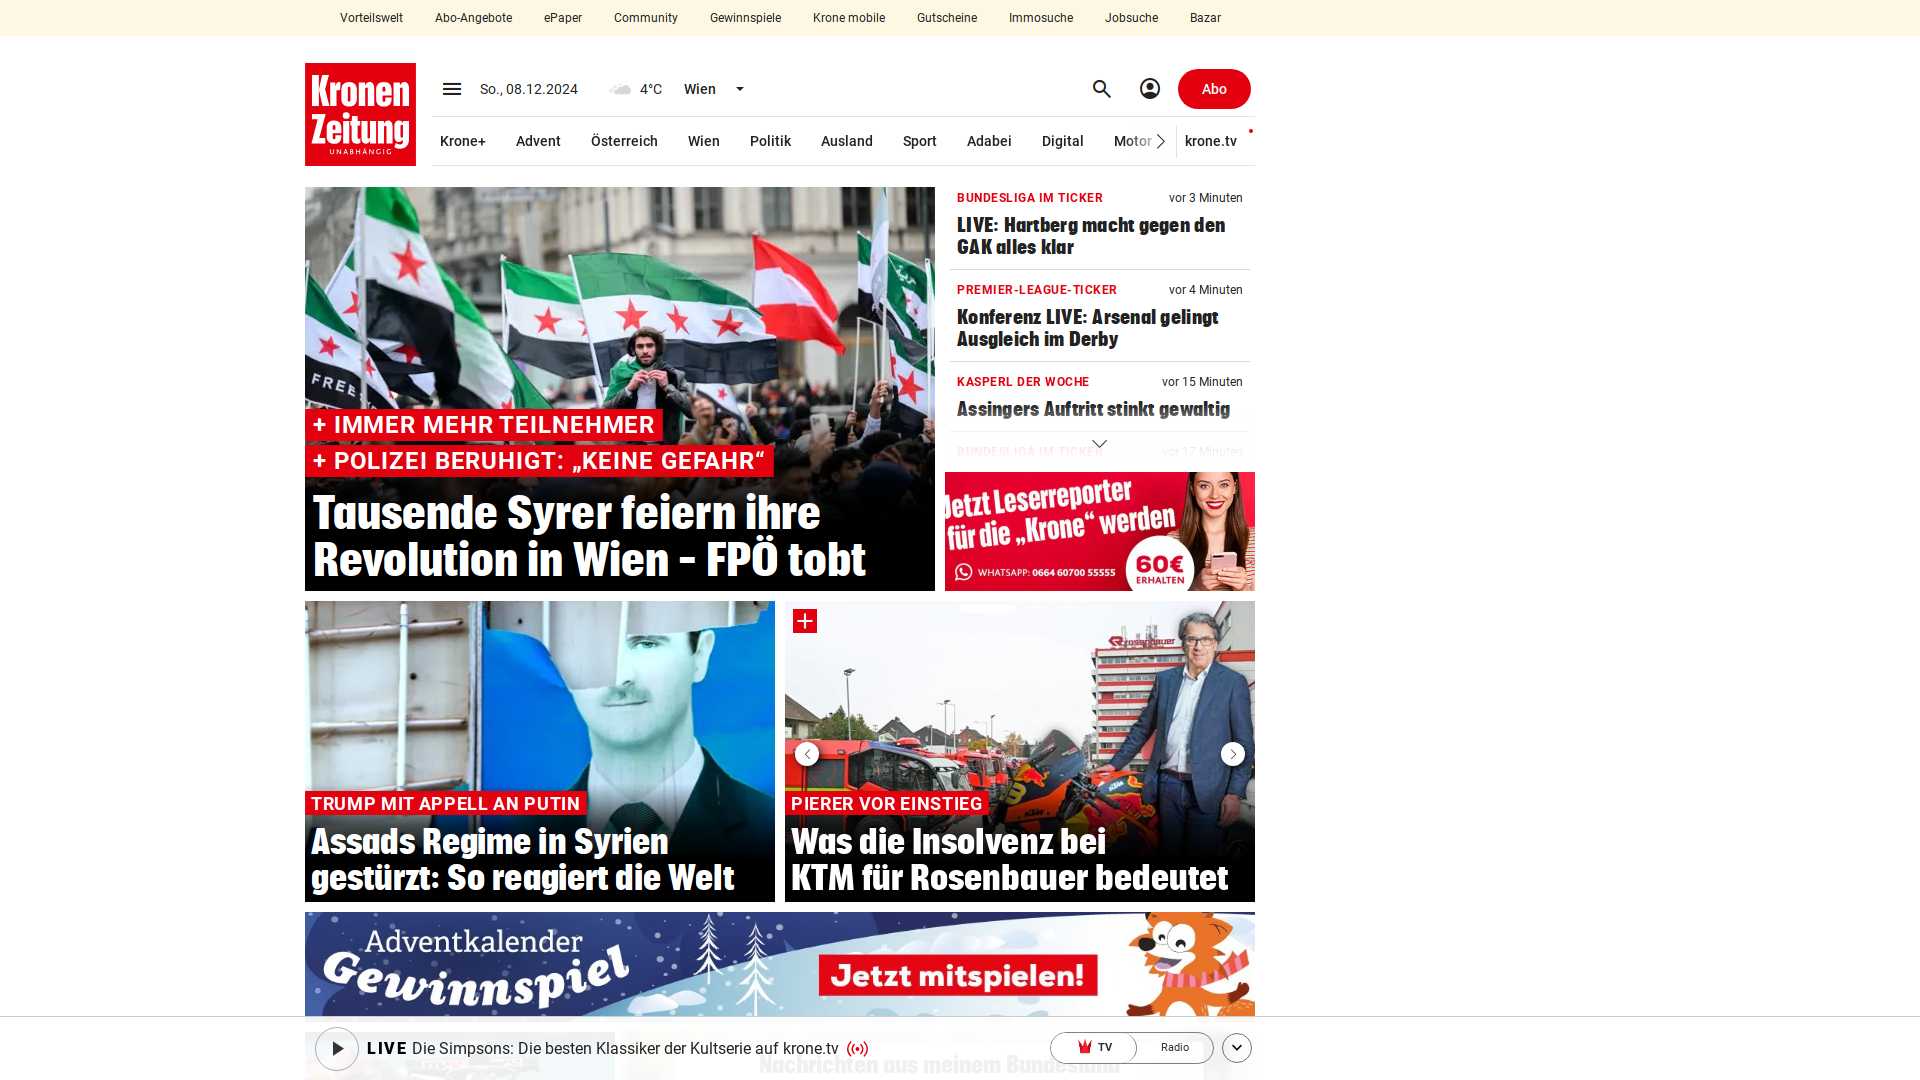 Vorteilswelt Abo-Angebote ePaper Community Gewinnspiele Krone mobile Gutscheine Immosuche Jobsuche Bazar
Kronen
Zeitung
UNABHÄNGIG
So., 08.12.2024 4°C Wien Abo
Krone+ Advent Österreich Wien Politik Ausland Sport Adabei Digital Motor krone.tv
FREE
+ IMMER MEHR TEILNEHMER
+ POLIZEI BERUHIGT: „KEINE GEFAHR“
Tausende Syrer feiern ihre
Revolution in Wien – FPÖ tobt
BUNDESLIGA IM TICKER vor 3 Minuten
LIVE: Hartberg macht gegen den
GAK alles klar
PREMIER-LEAGUE-TICKER vor 4 Minuten
Konferenz LIVE: Arsenal gelingt
Ausgleich im Derby
KASPERL DER WOCHE vor 15 Minuten
Assingers Auftritt stinkt gewaltig
BUNDESLIGA IM TICKER vor 17 Minuten
Jetzt Leserreporter
für die „Krone“ werden
WHATSAPP: 0664 60700 55555
60€
ERHALTEN
TRUMP MIT APPELL AN PUTIN
Assads Regime in Syrien
gestürzt: So reagiert die Welt
rosenbauer
KTM
PIERER VOR EINSTIEG
Was die Insolvenz bei
KTM für Rosenbauer bedeutet
Adventkalender
Gewinnspiel
Jetzt mitspielen!
LIVE Die Simpsons: Die besten Klassiker der Kultserie auf krone.tv TV Radio
Nachrichten aus meinem Bundesland